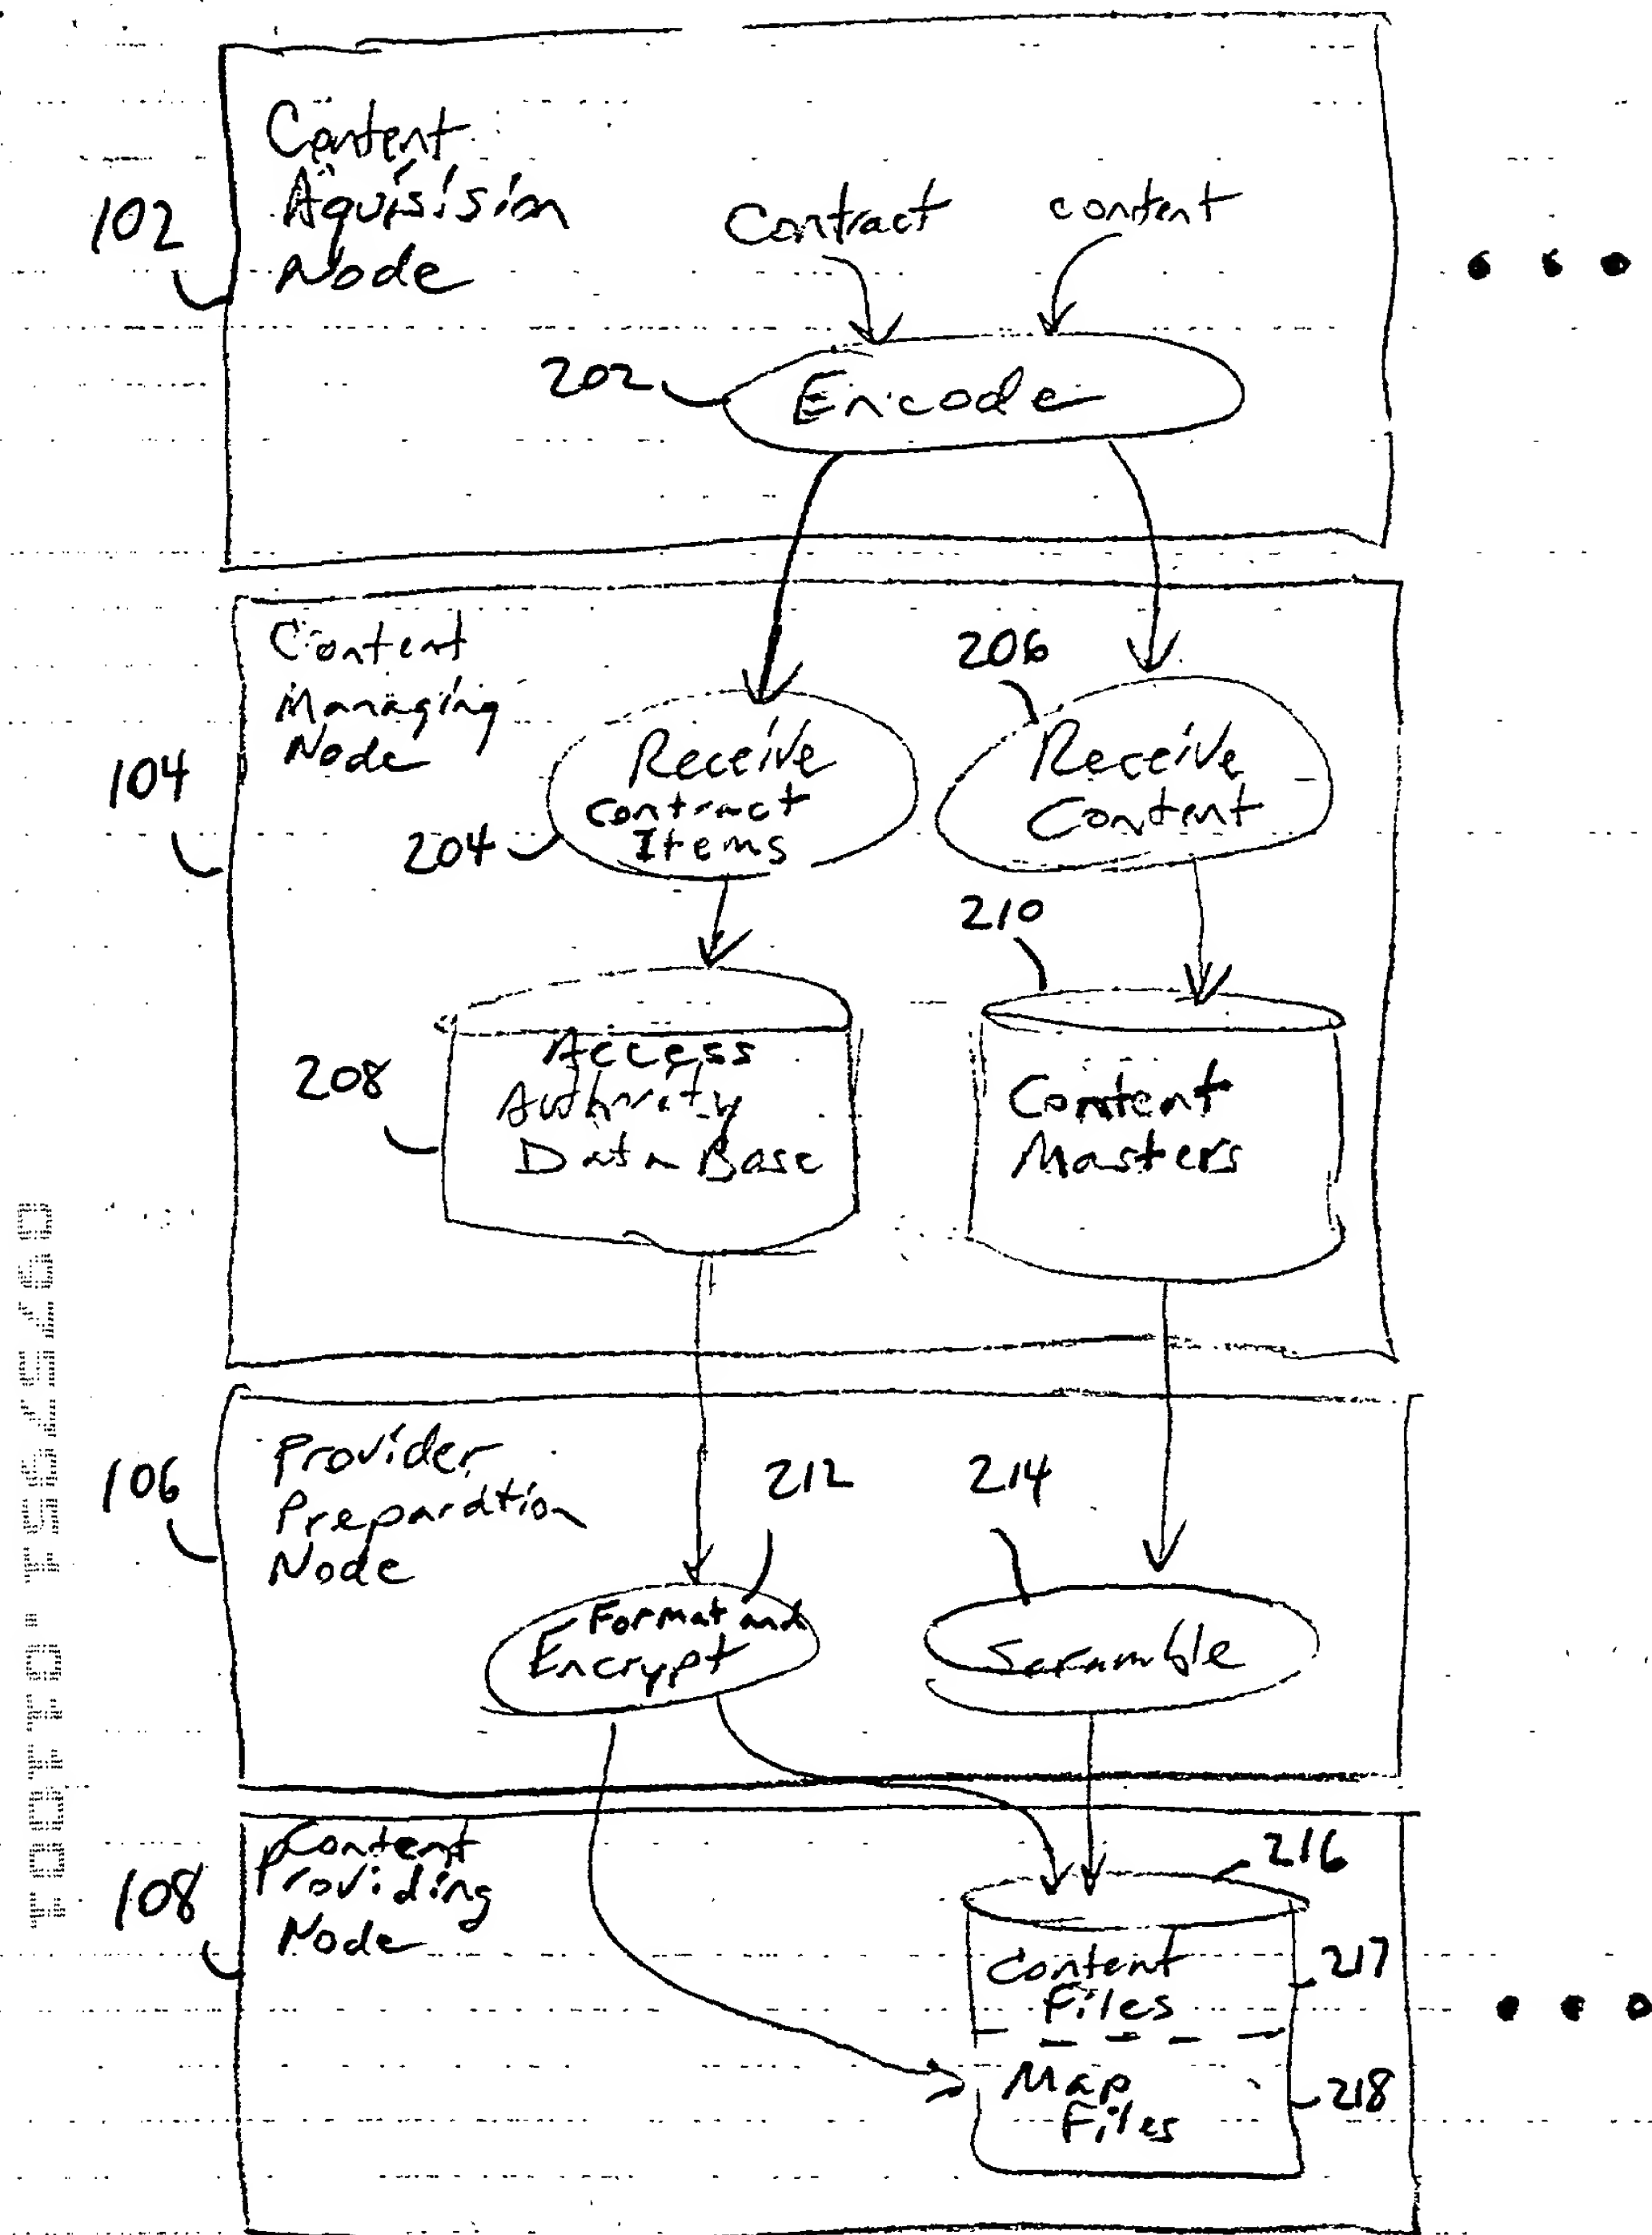 Content
Aquisision
Node
102
Contract
content
202
Encode
Content
Managing
Node
104
206
Receive
Contract
Items
204
Receive
Content
210
208
Access
Authority
Data Base
Content
Masters
Provider
Preparation
Node
106
212
214
Format and
Encrypt
Scramble
Content
Providing
Node
108
216
Content
Files
217
Map
Files
218